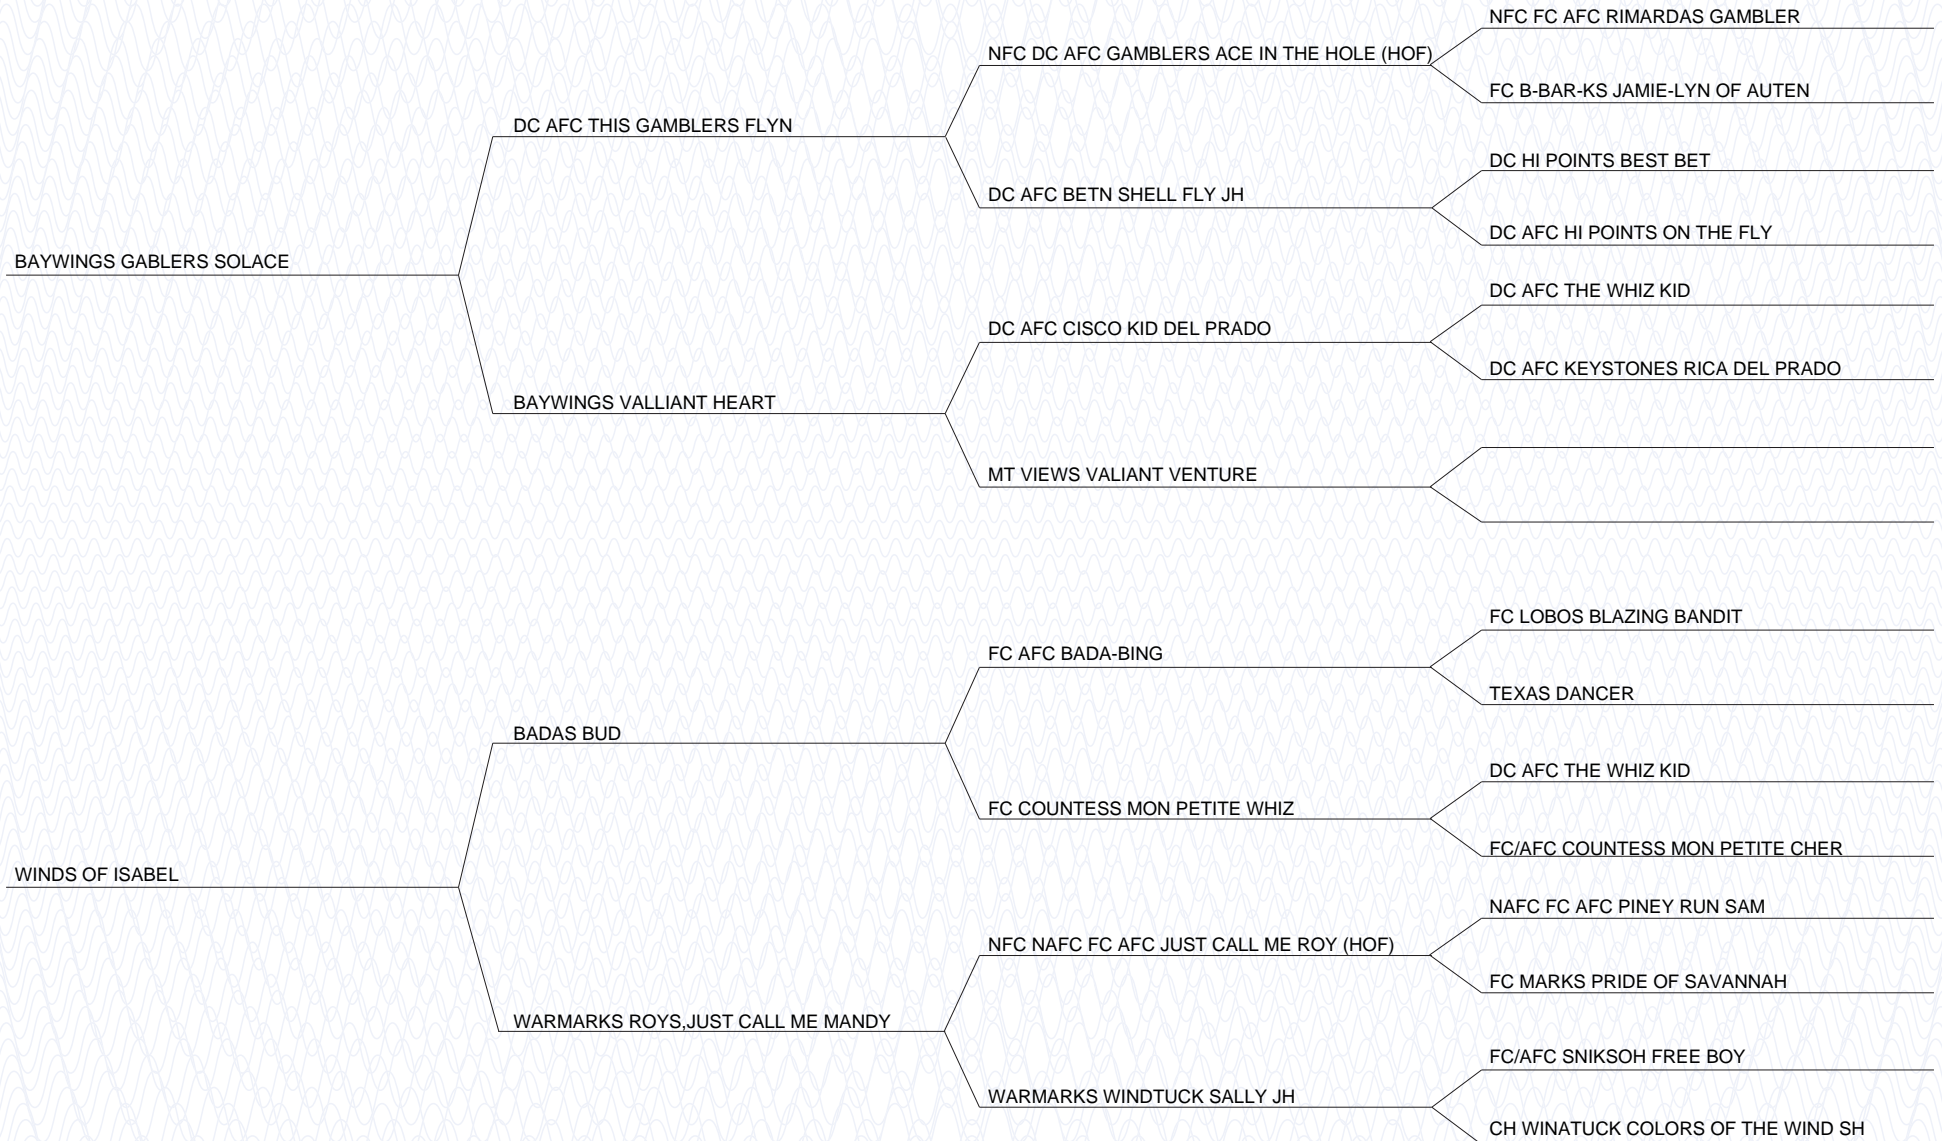 NFC FC AFC RIMARDAS GAMBLER
NFC DC AFC GAMBLERS ACE IN THE HOLE (HOF)
FC B-BAR-KS JAMIE-LYN OF AUTEN
DC AFC THIS GAMBLERS FLYN
DC HI POINTS BEST BET
DC AFC BETN SHELL FLY JH
DC AFC HI POINTS ON THE FLY
BAYWINGS GABLERS SOLACE
DC AFC THE WHIZ KID
DC AFC CISCO KID DEL PRADO
DC AFC KEYSTONES RICA DEL PRADO
BAYWINGS VALLIANT HEART
MT VIEWS VALIANT VENTURE
FC LOBOS BLAZING BANDIT
FC AFC BADA-BING
TEXAS DANCER
BADAS BUD
DC AFC THE WHIZ KID
FC COUNTESS MON PETITE WHIZ
FC/AFC COUNTESS MON PETITE CHER
WINDS OF ISABEL
NAFC FC AFC PINEY RUN SAM
NFC NAFC FC AFC JUST CALL ME ROY (HOF)
FC MARKS PRIDE OF SAVANNAH
WARMARKS ROYS,JUST CALL ME MANDY
FC/AFC SNIKSOH FREE BOY
WARMARKS WINDTUCK SALLY JH
CH WINATUCK COLORS OF THE WIND SH